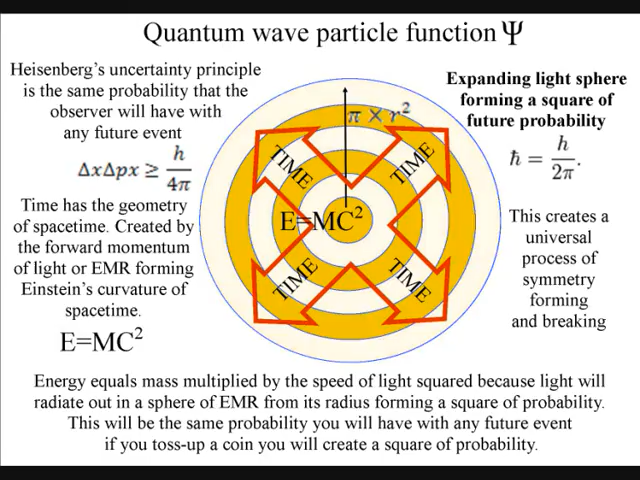 Quantum wave particle function Ψ
Heisenberg's uncertainty principle
is the same probability that the
observer will have with
any future event
ΔxΔpx ≥ h/4π
Time has the geometry
of spacetime. Created by
the forward momentum
of light or EMR forming
Einstein's curvature of
spacetime.
E=MC²
π × r²
TIME
TIME
E=MC²
TIME
TIME
Expanding light sphere
forming a square of
future probability
ħ = h/2π.
This creates a
universal
process of
symmetry
forming
and breaking
Energy equals mass multiplied by the speed of light squared because light will
radiate out in a sphere of EMR from its radius forming a square of probability.
This will be the same probability you will have with any future event
if you toss-up a coin you will create a square of probability.